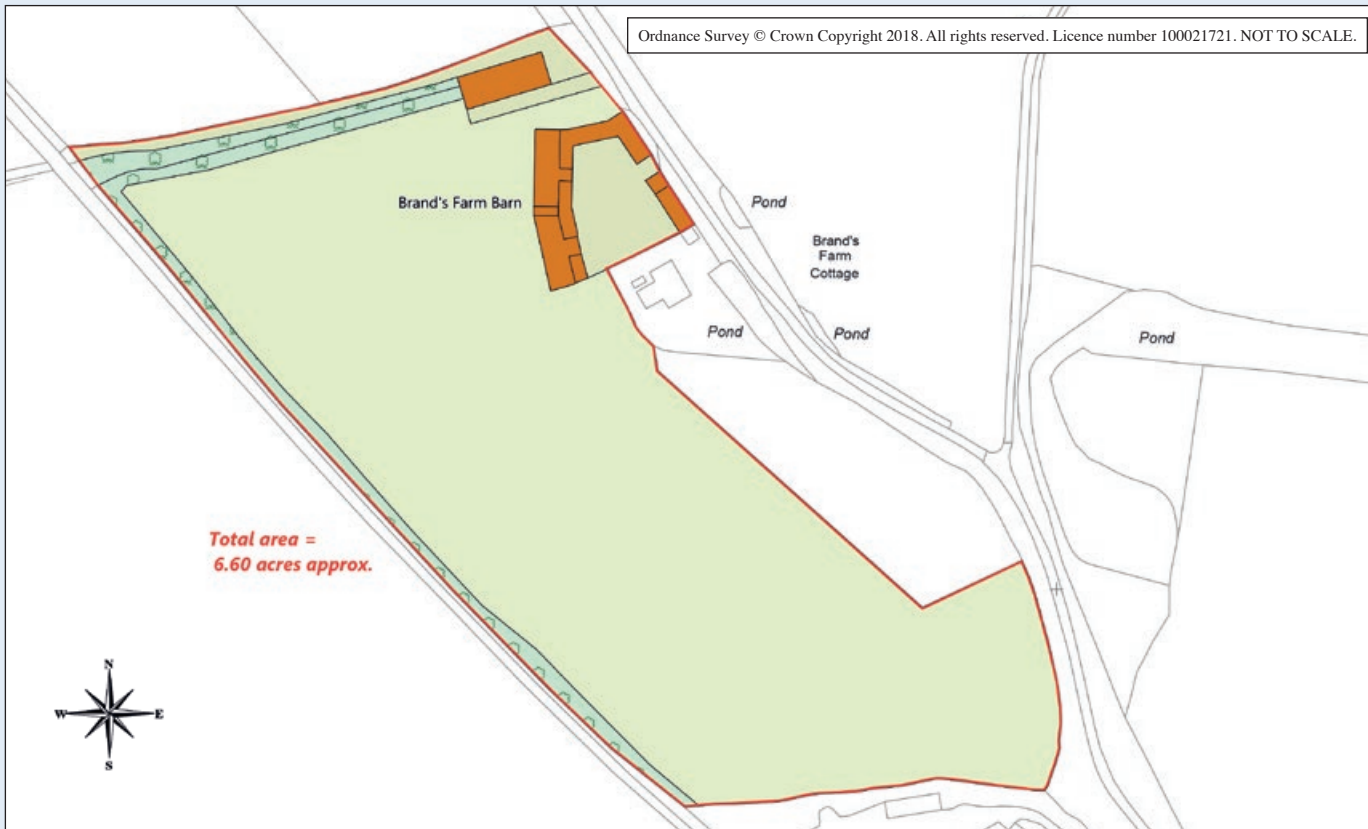 Ordnance Survey © Crown Copyright 2018. All rights reserved. Licence number 100021721. NOT TO SCALE.
Brand's Farm Barn
Pond
Brand's
Farm
Cottage
Pond
Pond
Pond
Total area =
6.60 acres approx.
N
W
E
S